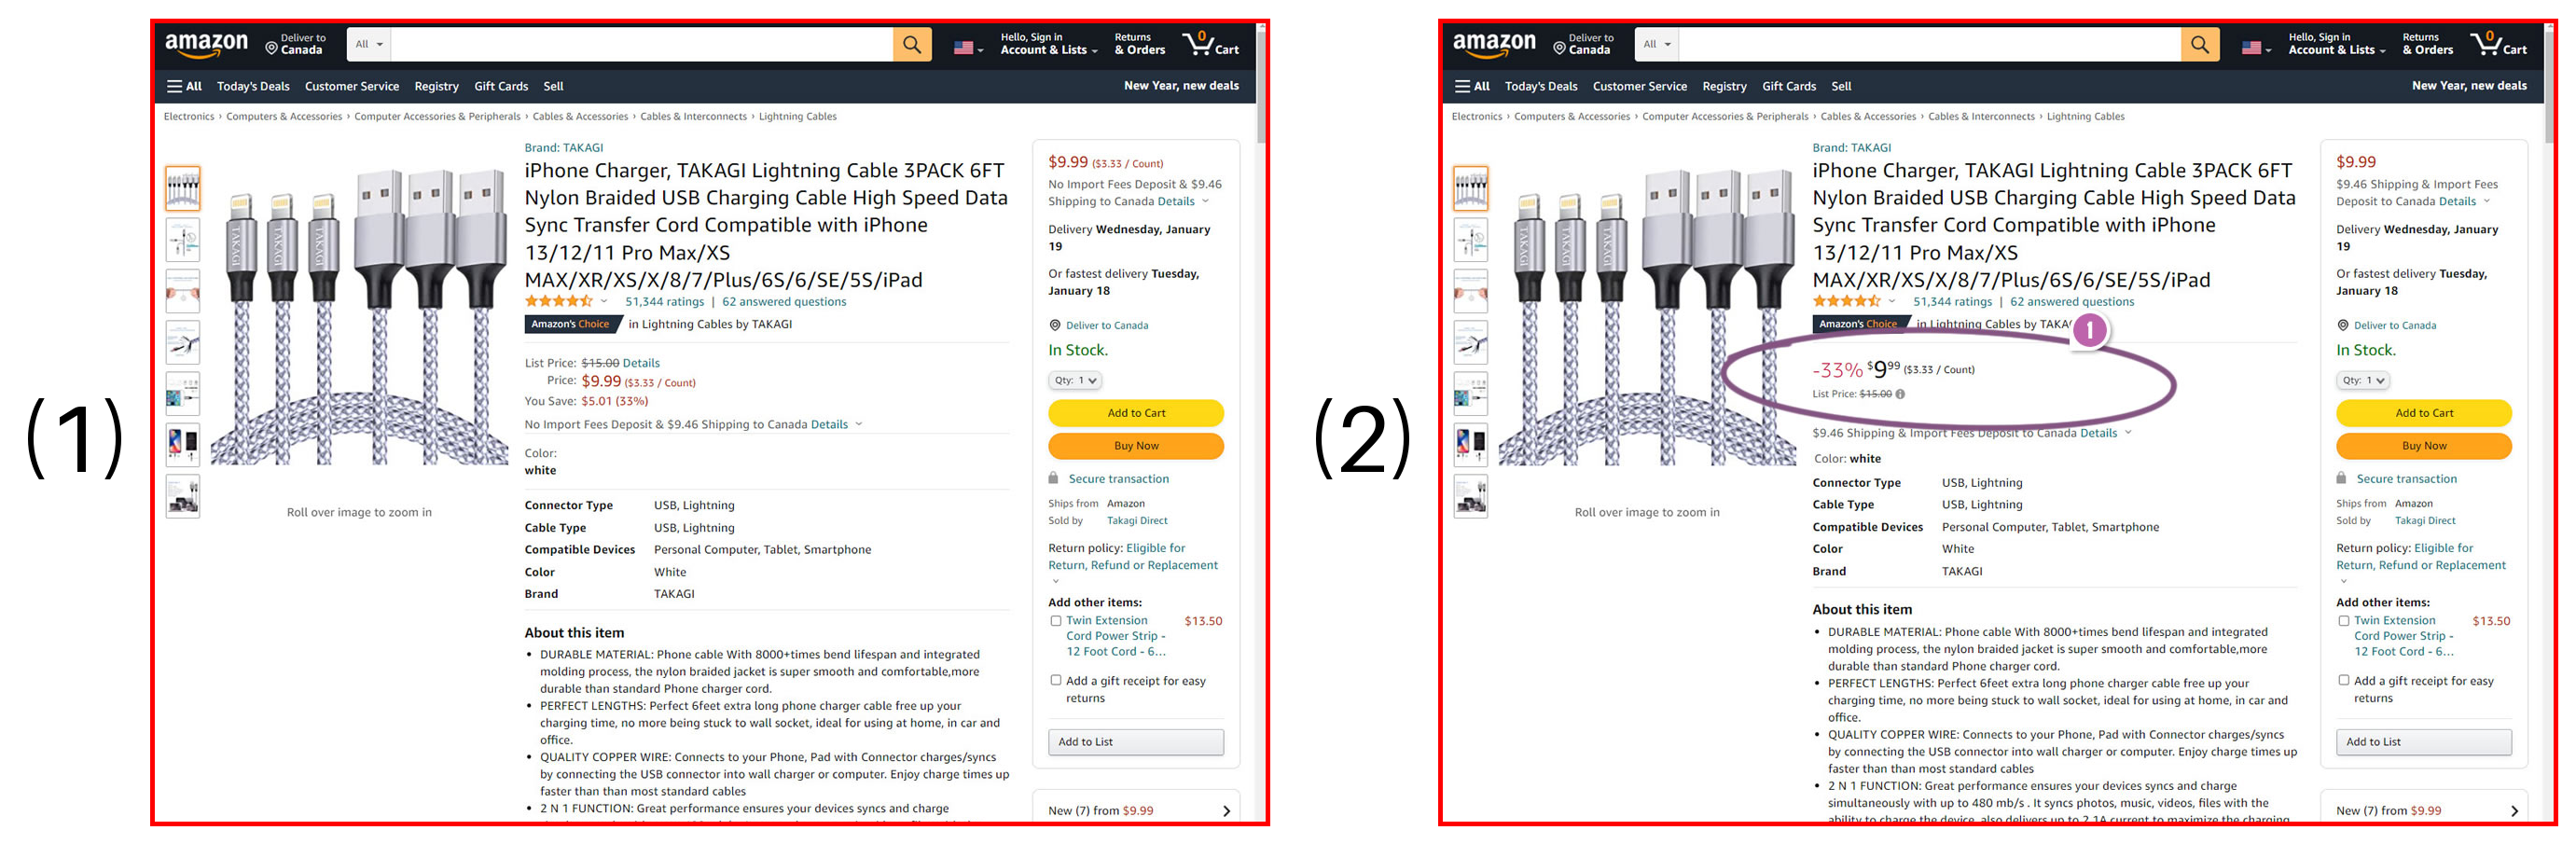 (1)
amazon
Deliver to
Canada
All
Hello, Sign in
Account & Lists
Returns
& Orders
0
Cart
All Today's Deals Customer Service Registry Gift Cards Sell
New Year, new deals
Electronics › Computers & Accessories › Computer Accessories & Peripherals › Cables & Accessories › Cables & Interconnects › Lightning Cables
TAKAGI
TAKAGI
TAKAGI
Roll over image to zoom in
Brand: TAKAGI
iPhone Charger, TAKAGI Lightning Cable 3PACK 6FT
Nylon Braided USB Charging Cable High Speed Data
Sync Transfer Cord Compatible with iPhone
13/12/11 Pro Max/XS
MAX/XR/XS/X/8/7/Plus/6S/6/SE/5S/iPad
51,344 ratings | 62 answered questions
Amazon's Choice in Lightning Cables by TAKAGI
List Price: $15.00 Details
Price: $9.99 ($3.33 / Count)
You Save: $5.01 (33%)
No Import Fees Deposit & $9.46 Shipping to Canada Details
Color:
white
Connector Type USB, Lightning
Cable Type USB, Lightning
Compatible Devices Personal Computer, Tablet, Smartphone
Color White
Brand TAKAGI
About this item
• DURABLE MATERIAL: Phone cable With 8000+times bend lifespan and integrated
molding process, the nylon braided jacket is super smooth and comfortable,more
durable than standard Phone charger cord.
• PERFECT LENGTHS: Perfect 6feet extra long phone charger cable free up your
charging time, no more being stuck to wall socket, ideal for using at home, in car and
office.
• QUALITY COPPER WIRE: Connects to your Phone, Pad with Connector charges/syncs
by connecting the USB connector into wall charger or computer. Enjoy charge times up
faster than than most standard cables
• 2 N 1 FUNCTION: Great performance ensures your devices syncs and charge
$9.99 ($3.33 / Count)
No Import Fees Deposit & $9.46
Shipping to Canada Details
Delivery Wednesday, January
19
Or fastest delivery Tuesday,
January 18
Deliver to Canada
In Stock.
Qty: 1
Add to Cart
Buy Now
Secure transaction
Ships from Amazon
Sold by Takagi Direct
Return policy: Eligible for
Return, Refund or Replacement
Add other items:
Twin Extension $13.50
Cord Power Strip -
12 Foot Cord - 6...
Add a gift receipt for easy
returns
Add to List
New (7) from $9.99
(2)
amazon
Deliver to
Canada
All
Hello, Sign in
Account & Lists
Returns
& Orders
0
Cart
All Today's Deals Customer Service Registry Gift Cards Sell
New Year, new deals
Electronics › Computers & Accessories › Computer Accessories & Peripherals › Cables & Accessories › Cables & Interconnects › Lightning Cables
TAKAGI
TAKAGI
TAKAGI
Roll over image to zoom in
Brand: TAKAGI
iPhone Charger, TAKAGI Lightning Cable 3PACK 6FT
Nylon Braided USB Charging Cable High Speed Data
Sync Transfer Cord Compatible with iPhone
13/12/11 Pro Max/XS
MAX/XR/XS/X/8/7/Plus/6S/6/SE/5S/iPad
51,344 ratings | 62 answered questions
Amazon's Choice in Lightning Cables by TAKA
1
-33% $9.99 ($3.33 / Count)
List Price: $15.00
$9.46 Shipping & Import Fees Deposit to Canada Details
Color: white
Connector Type USB, Lightning
Cable Type USB, Lightning
Compatible Devices Personal Computer, Tablet, Smartphone
Color White
Brand TAKAGI
About this item
• DURABLE MATERIAL: Phone cable With 8000+times bend lifespan and integrated
molding process, the nylon braided jacket is super smooth and comfortable,more
durable than standard Phone charger cord.
• PERFECT LENGTHS: Perfect 6feet extra long phone charger cable free up your
charging time, no more being stuck to wall socket, ideal for using at home, in car and
office.
• QUALITY COPPER WIRE: Connects to your Phone, Pad with Connector charges/syncs
by connecting the USB connector into wall charger or computer. Enjoy charge times up
faster than than most standard cables
• 2 N 1 FUNCTION: Great performance ensures your devices syncs and charge
simultaneously with up to 480 mb/s . It syncs photos, music, videos, files with the
ability to charge the device, also delivers up to 2.1A current to maximize the charging
$9.99
$9.46 Shipping & Import Fees
Deposit to Canada Details
Delivery Wednesday, January
19
Or fastest delivery Tuesday,
January 18
Deliver to Canada
In Stock.
Qty: 1
Add to Cart
Buy Now
Secure transaction
Ships from Amazon
Sold by Takagi Direct
Return policy: Eligible for
Return, Refund or Replacement
Add other items:
Twin Extension $13.50
Cord Power Strip -
12 Foot Cord - 6...
Add a gift receipt for easy
returns
Add to List
New (7) from $9.99